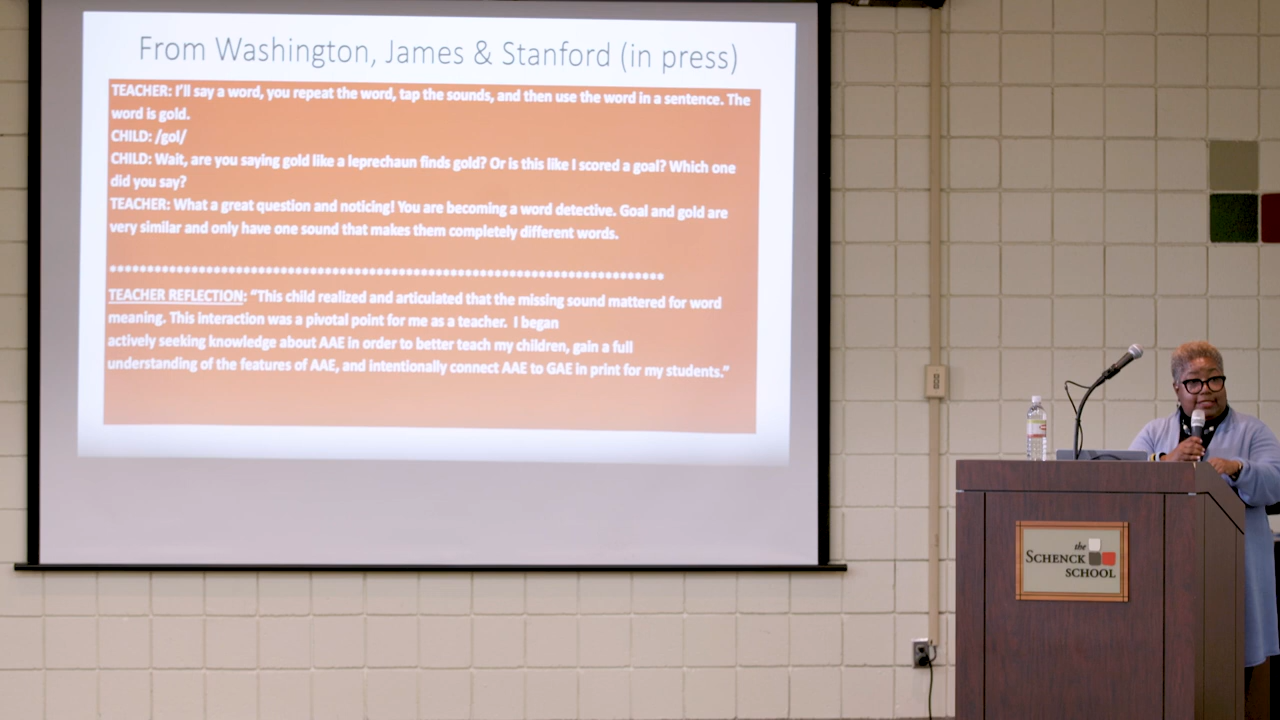 From Washington, James & Stanford (in press)
TEACHER: I'll say a word, you repeat the word, tap the sounds, and then use the word in a sentence. The
word is gold.
CHILD: /gol/
CHILD: Wait, are you saying gold like a leprechaun finds gold? Or is this like I scored a goal? Which one
did you say?
TEACHER: What a great question and noticing! You are becoming a word detective. Goal and gold are
very similar and only have one sound that makes them completely different words.
TEACHER REFLECTION: “This child realized and articulated that the missing sound mattered for word
meaning. This interaction was a pivotal point for me as a teacher. I began
actively seeking knowledge about AAE in order to better teach my children, gain a full
understanding of the features of AAE, and intentionally connect AAE to GAE in print for my students.”
the
SCHENCK
SCHOOL